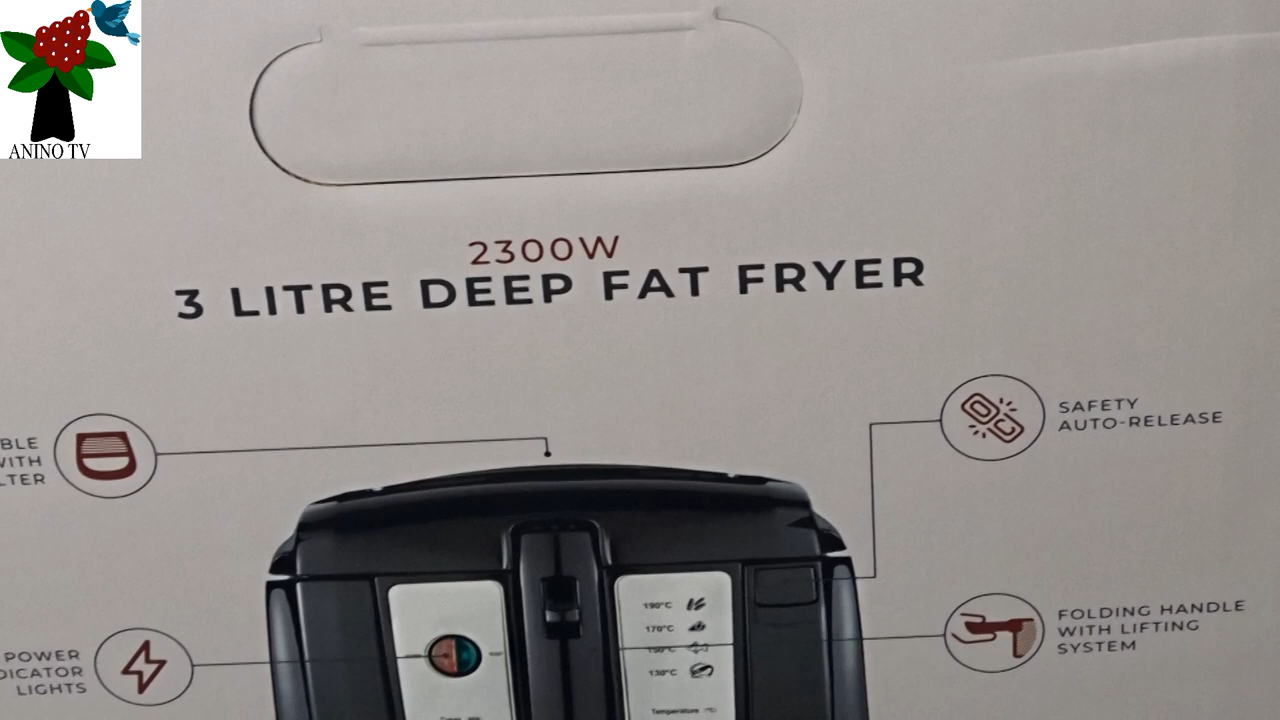 ANINO TV
2300W
3 LITRE DEEP FAT FRYER
BLE
WITH
LTER
SAFETY
AUTO-RELEASE
190°C
170°C
150°C
130°C
Temperature
POWER
DICATOR
LIGHTS
FOLDING HANDLE
WITH LIFTING
SYSTEM